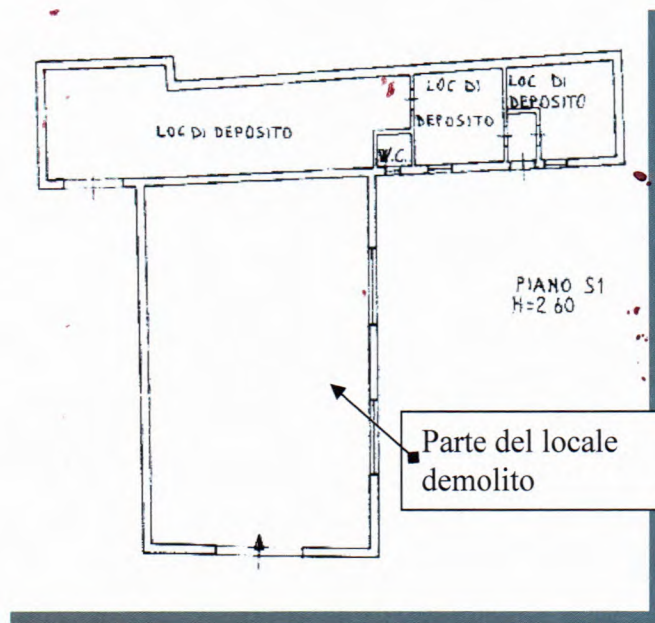 LOC DI DEPOSITO
LOC DI
DEPOSITO
LOC DI
DEPOSITO
W.C.
PIANO S1
H=2 60
Parte del locale
demolito